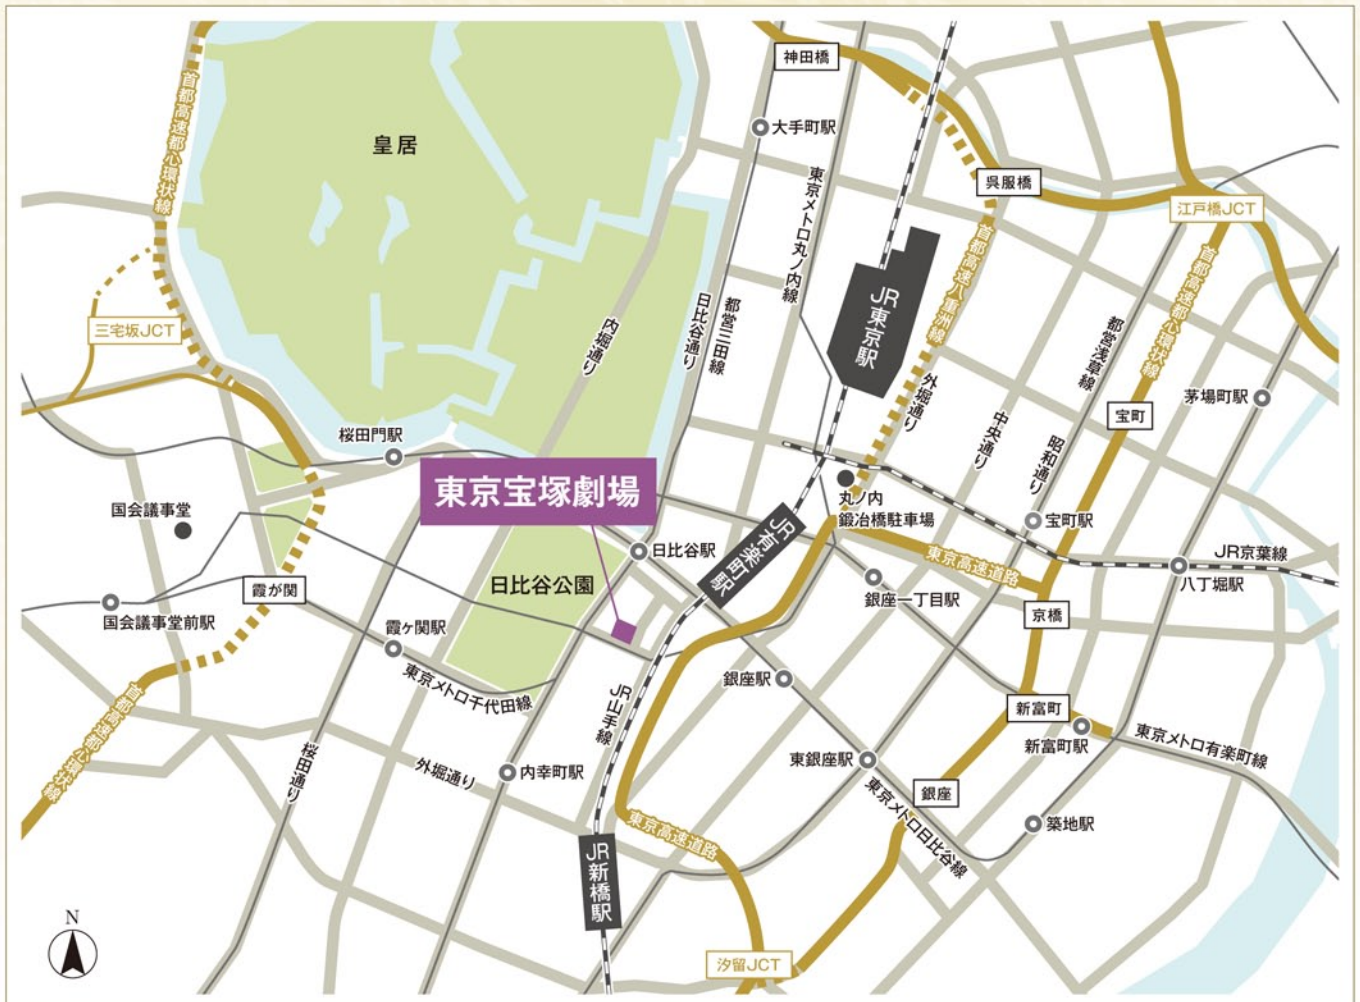 神田橋
首都高速都心環状線
大手町駅
皇居
東京メトロ丸ノ内線
呉服橋
江戸橋JCT
首都高速八重洲線
首都高速都心環状線
JR東京駅
日比谷通り
都営三田線
三宅坂JCT
内堀通り
都営浅草線
外堀通り
茅場町駅
宝町
中央通り
昭和通り
桜田門駅
東京宝塚劇場
丸ノ内
鍛冶橋駐車場
国会議事堂
宝町駅
JR有楽町駅
日比谷駅
東京高速道路
JR京葉線
八丁堀駅
日比谷公園
霞が関
銀座一丁目駅
国会議事堂前駅
京橋
霞ヶ関駅
東京メトロ千代田線
銀座駅
JR山手線
新富町
新富町駅
東京メトロ有楽町線
首都高速都心環状線
桜田通り
外堀通り
内幸町駅
東銀座駅
銀座
東京メトロ日比谷線
築地駅
東京高速道路
JR新橋駅
N
汐留JCT